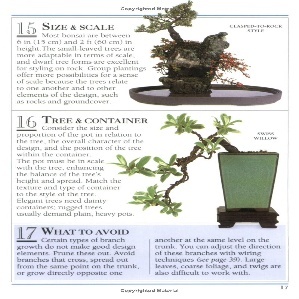 Copyrighted Material
15 SIZE & SCALE
Most bonsai are between
6 in (15 cm) and 2 ft (60 cm) in
height. The small-leaved trees are
more adaptable in terms of scale,
and dwarf tree forms are excellent
for styling on rock. Group plantings
offer more possibilities for a sense
of scale because the trees relate
to one another and to other
elements of the design, such
as rocks and groundcover.
CLASPED-TO-ROCK
STYLE
16 TREE & CONTAINER
Consider the size and
proportion of the pot in relation to
the tree, the overall character of the
design, and the position of the tree
within the container.
The pot must be in scale
with the tree, enhancing
the balance of the tree's
height and spread. Match the
texture and type of container
to the style of the tree.
Elegant trees need dainty
containers; rugged trees
usually demand plain, heavy pots.
WILLOW
17 WHAT TO AVOID
Certain types of branch
growth do not make good design
elements. Prune these out. Avoid
branches that cross, spread out
from the same point on the trunk,
or grow directly opposite one
another at the same level on the
trunk. You can adjust the direction
of these branches with wiring
techniques (see page 38). Large
leaves, coarse foliage, and twigs are
also difficult to work with.
17
Copyrighted Material